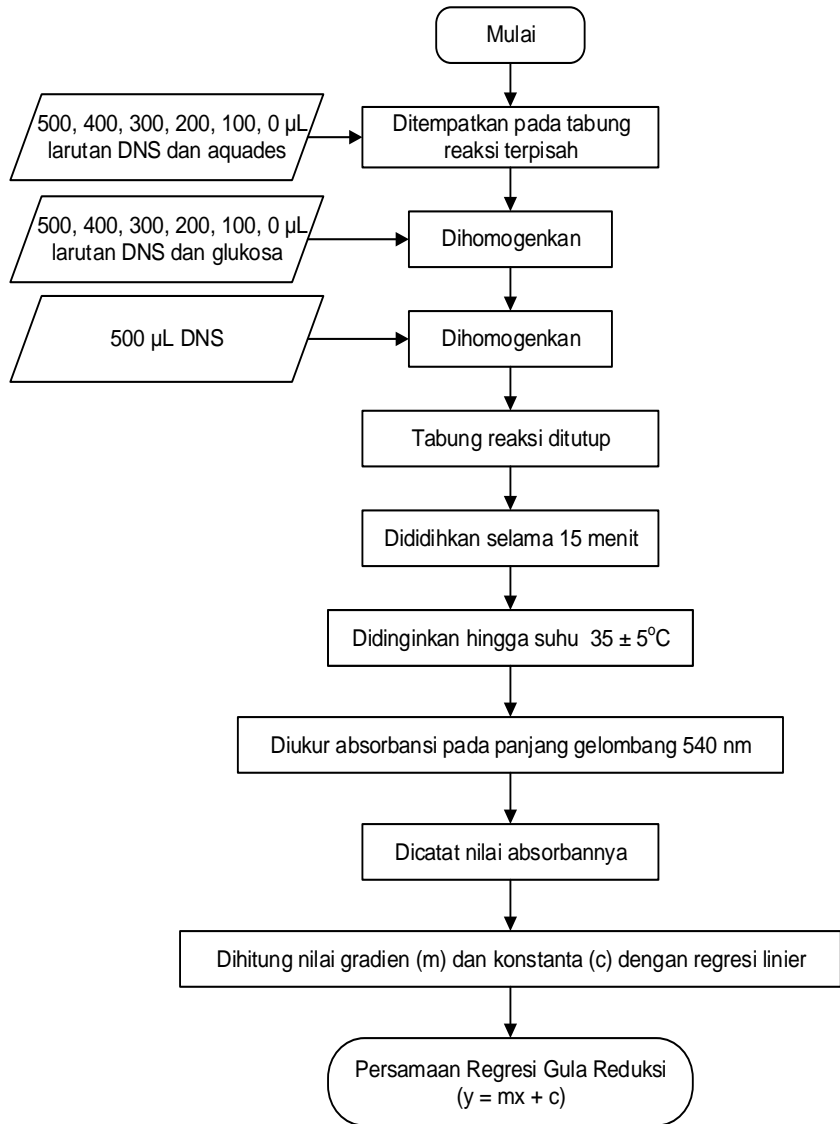 Mulai
500, 400, 300, 200, 100, 0 µL
larutan DNS dan aquades
Ditempatkan pada tabung
reaksi terpisah
500, 400, 300, 200, 100, 0 µL
larutan DNS dan glukosa
Dihomogenkan
500 µL DNS
Dihomogenkan
Tabung reaksi ditutup
Dididihkan selama 15 menit
Didinginkan hingga suhu 35 ± 5°C
Diukur absorbansi pada panjang gelombang 540 nm
Dicatat nilai absorbannya
Dihitung nilai gradien (m) dan konstanta (c) dengan regresi linier
Persamaan Regresi Gula Reduksi
(y = mx + c)